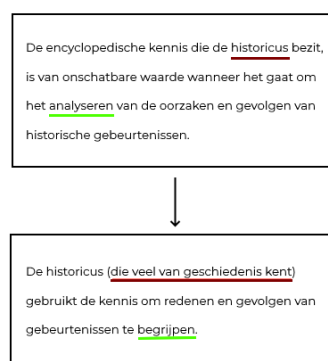 De encyclopedische kennis die de historicus bezit,
is van onschatbare waarde wanneer het gaat om
het analyseren van de oorzaken en gevolgen van
historische gebeurtenissen.
De historicus (die veel van geschiedenis kent)
gebruikt de kennis om redenen en gevolgen van
gebeurtenissen te begrijpen.